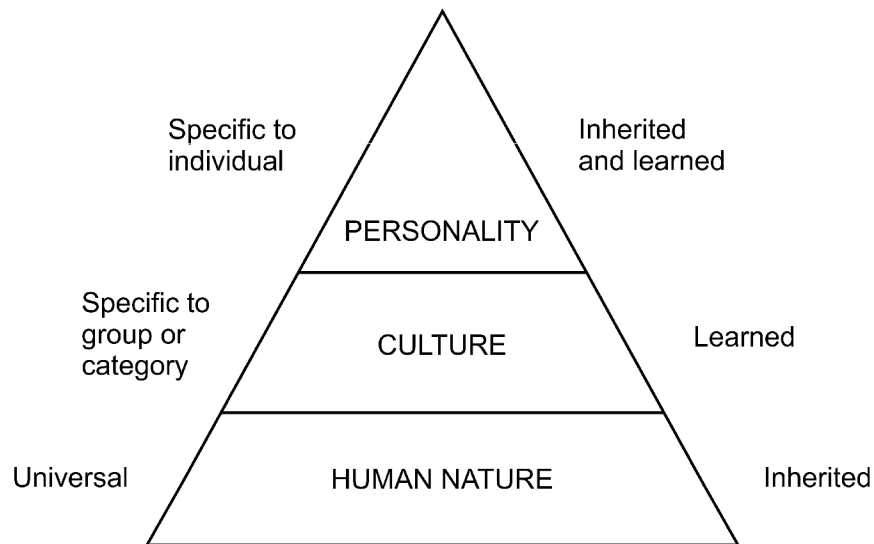 Specific to
individual
Inherited
and learned
PERSONALITY
Specific to
group or
category
CULTURE
Learned
Universal
HUMAN NATURE
Inherited